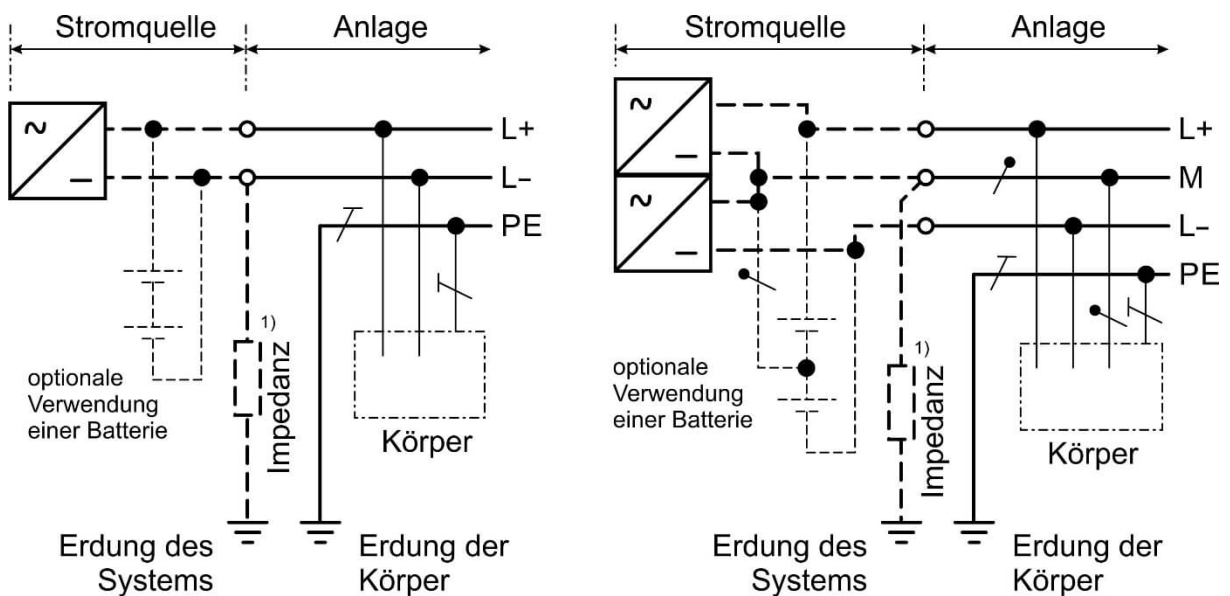 Stromquelle
Anlage
~
–
L+
L–
PE
optionale
Verwendung
einer Batterie
1)
Impedanz
Körper
Erdung des
Systems
Erdung der
Körper
Stromquelle
Anlage
~
–
~
–
L+
M
L–
PE
optionale
Verwendung
einer Batterie
1)
Impedanz
Körper
Erdung des
Systems
Erdung der
Körper